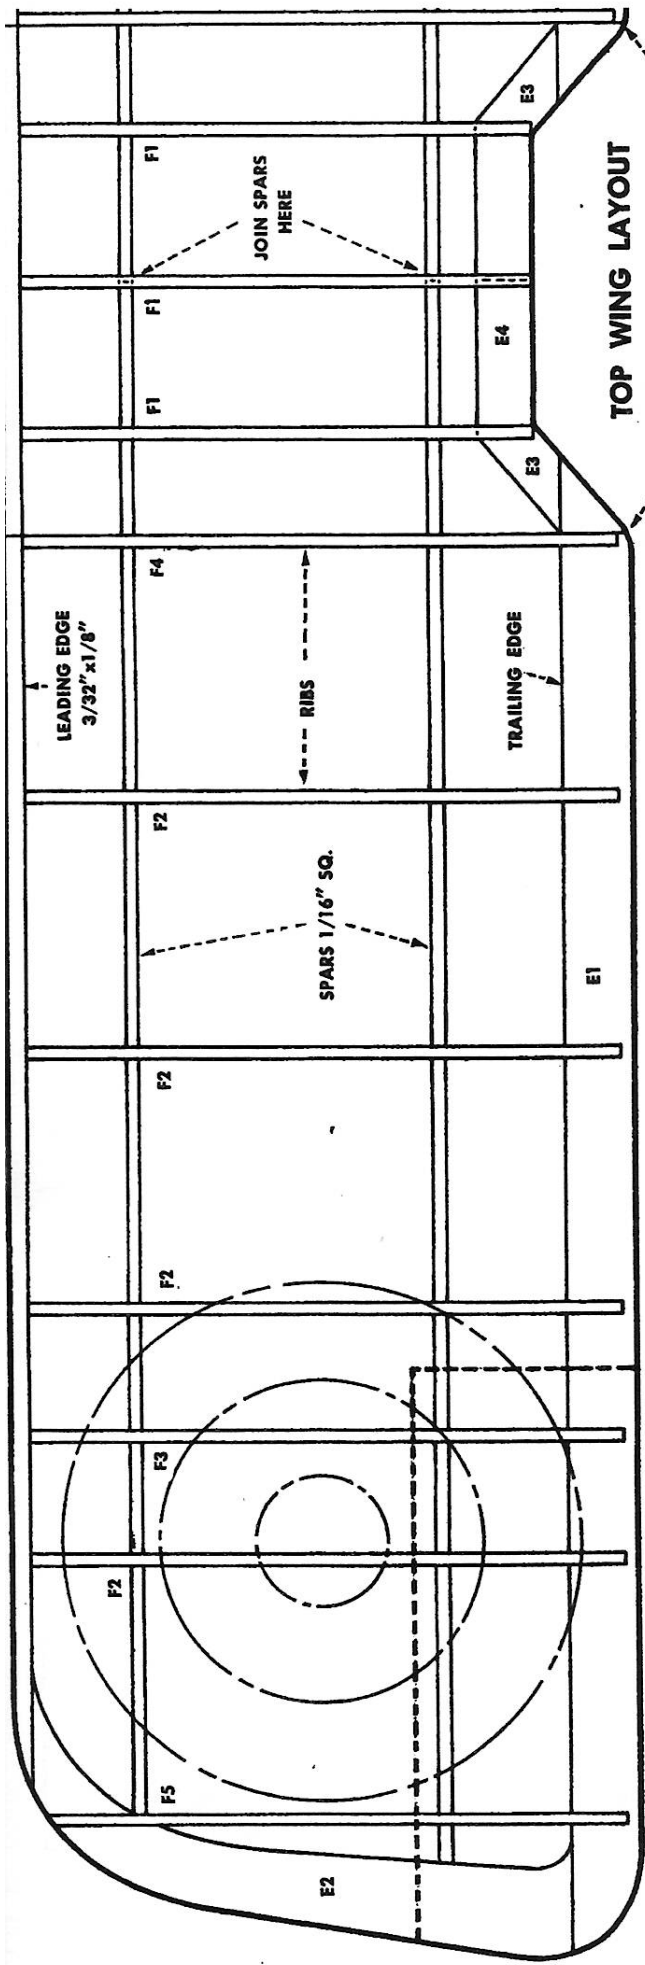 LEADING EDGE
3/32"x1/8"
F5
F2
F3
F2
F2
F2
F4
F1
F1
F1
JOIN SPARS
HERE
RIBS
E2
SPARS 1/16" SQ.
TRAILING EDGE
E3
E4
E3
E1
TOP WING LAYOUT